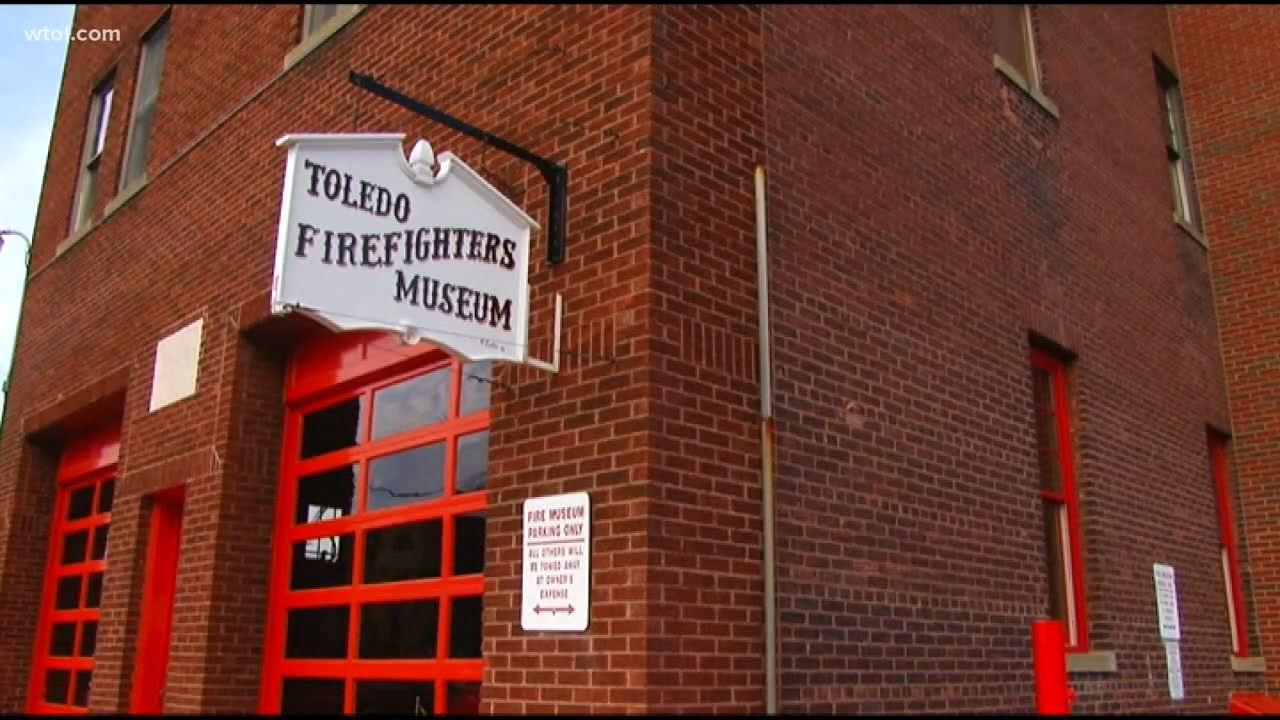 wtol.com
TOLEDO
FIREFIGHTERS
MUSEUM
FIRE MUSEUM
PARKING ONLY
ALL OTHERS WILL
BE TOWED AWAY
AT OWNER'S
EXPENSE